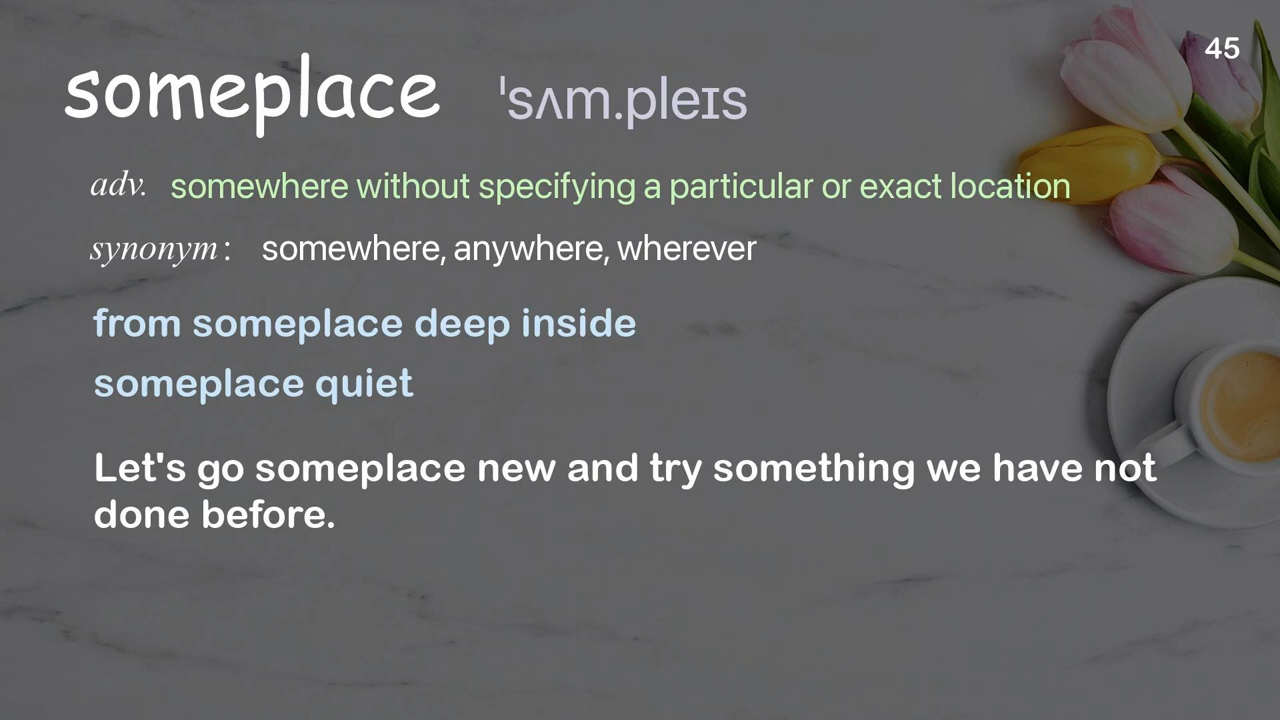 45
someplace ˈsʌm.pleɪs
adv. somewhere without specifying a particular or exact location
synonym: somewhere, anywhere, wherever
from someplace deep inside
someplace quiet
Let's go someplace new and try something we have not
done before.